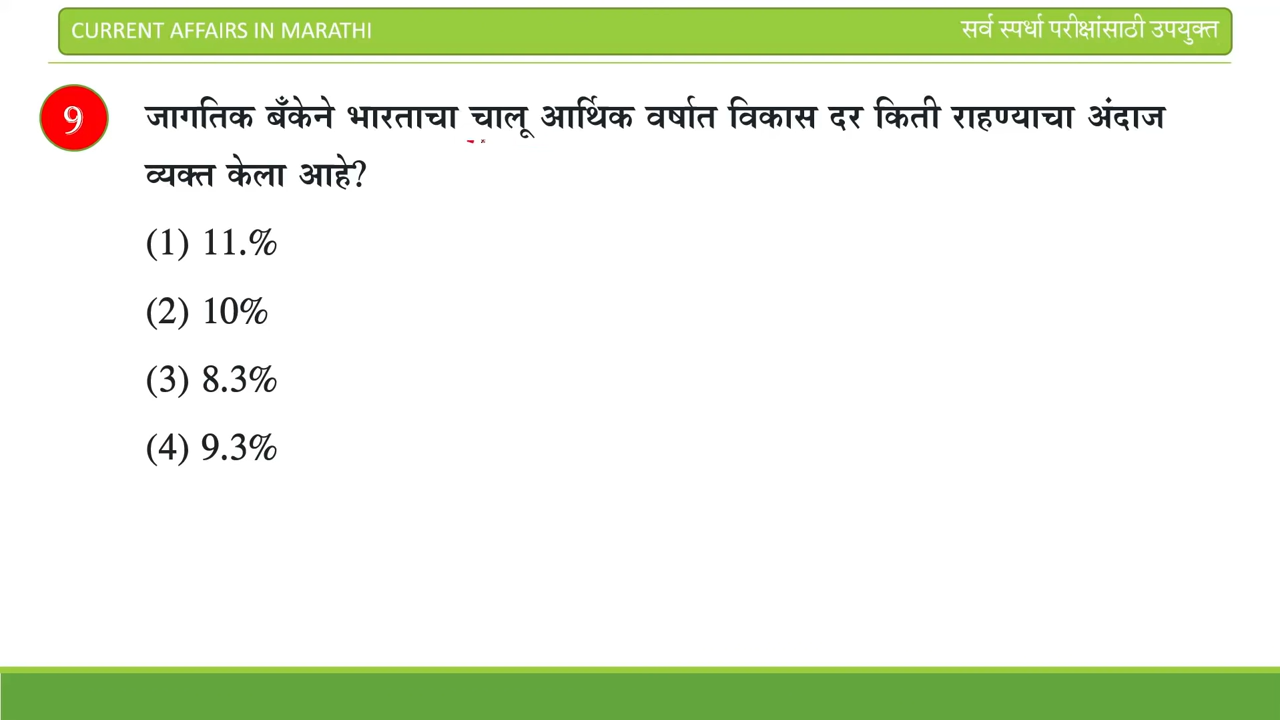 CURRENT AFFAIRS IN MARATHI
सर्व स्पर्धा परीक्षांसाठी उपयुक्त
9
जागतिक बँकेने भारताचा चालू आर्थिक वर्षात विकास दर किती राहण्याचा अंदाज
व्यक्त केला आहे?
(1) 11.%
(2) 10%
(3) 8.3%
(4) 9.3%